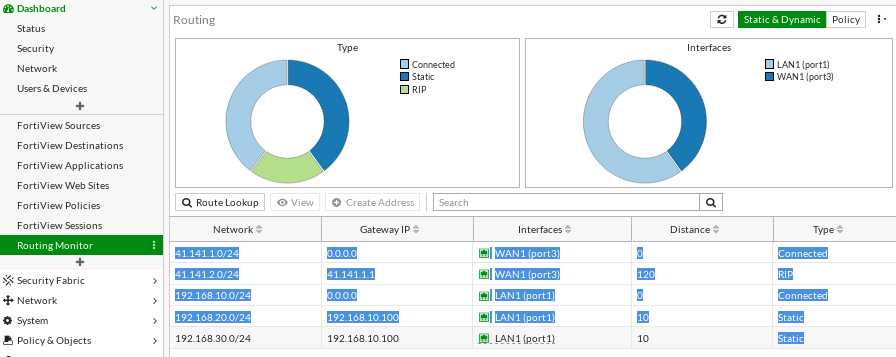 Dashboard
Status
Security
Network
Users & Devices
FortiView Sources
FortiView Destinations
FortiView Applications
FortiView Web Sites
FortiView Policies
FortiView Sessions
Routing Monitor
Security Fabric
Network
System
Policy & Objects
Routing
Static & Dynamic Policy
Type
Connected
Static
RIP
Interfaces
LAN1 (port1)
WAN1 (port3)
Route Lookup View Create Address Search
Network Gateway IP Interfaces Distance Type
41.141.1.0/24 0.0.0.0 WAN1 (port3) 0 Connected
41.141.2.0/24 41.141.1.1 WAN1 (port3) 120 RIP
192.168.10.0/24 0.0.0.0 LAN1 (port1) 0 Connected
192.168.20.0/24 192.168.10.100 LAN1 (port1) 10 Static
192.168.30.0/24 192.168.10.100 LAN1 (port1) 10 Static